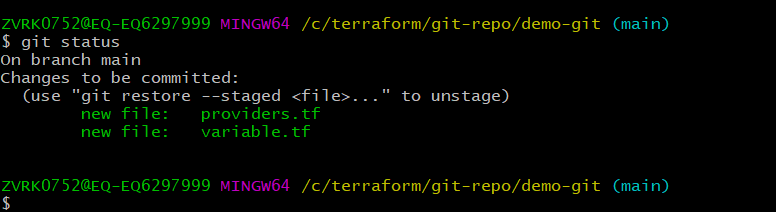 ZVRK0752@EQ-EQ6297999 MINGW64 /c/terraform/git-repo/demo-git (main)
$ git status
On branch main
Changes to be committed:
  (use "git restore --staged <file>..." to unstage)
        new file:   providers.tf
        new file:   variable.tf

ZVRK0752@EQ-EQ6297999 MINGW64 /c/terraform/git-repo/demo-git (main)
$